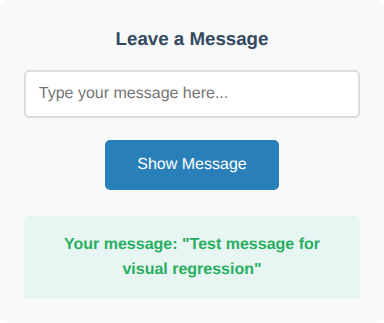 Leave a Message
Type your message here...
Show Message
Your message: "Test message for
visual regression"